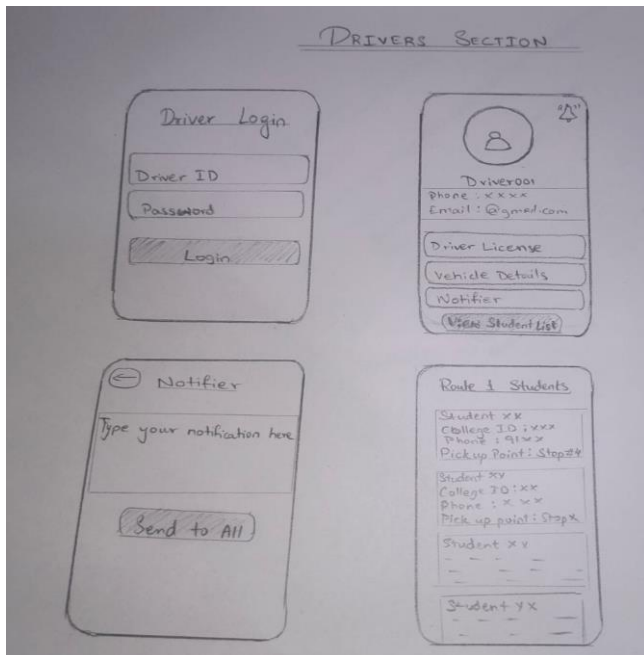 DRIVERS SECTION
Driver Login
Driver ID
Password
Login
Driver001
Phone : xxxx
Email : @gmail.com
Driver License
Vehicle Details
Notifier
View Student List
Notifier
Type your notification here
Send to All
Route 1 Students
Student xx
College ID : xxx
Phone : 91xx
Pick up Point : Stop#4
Student xy
College ID : xx
Phone : x xx
Pick up point : Stop x
Student xy
Student yx